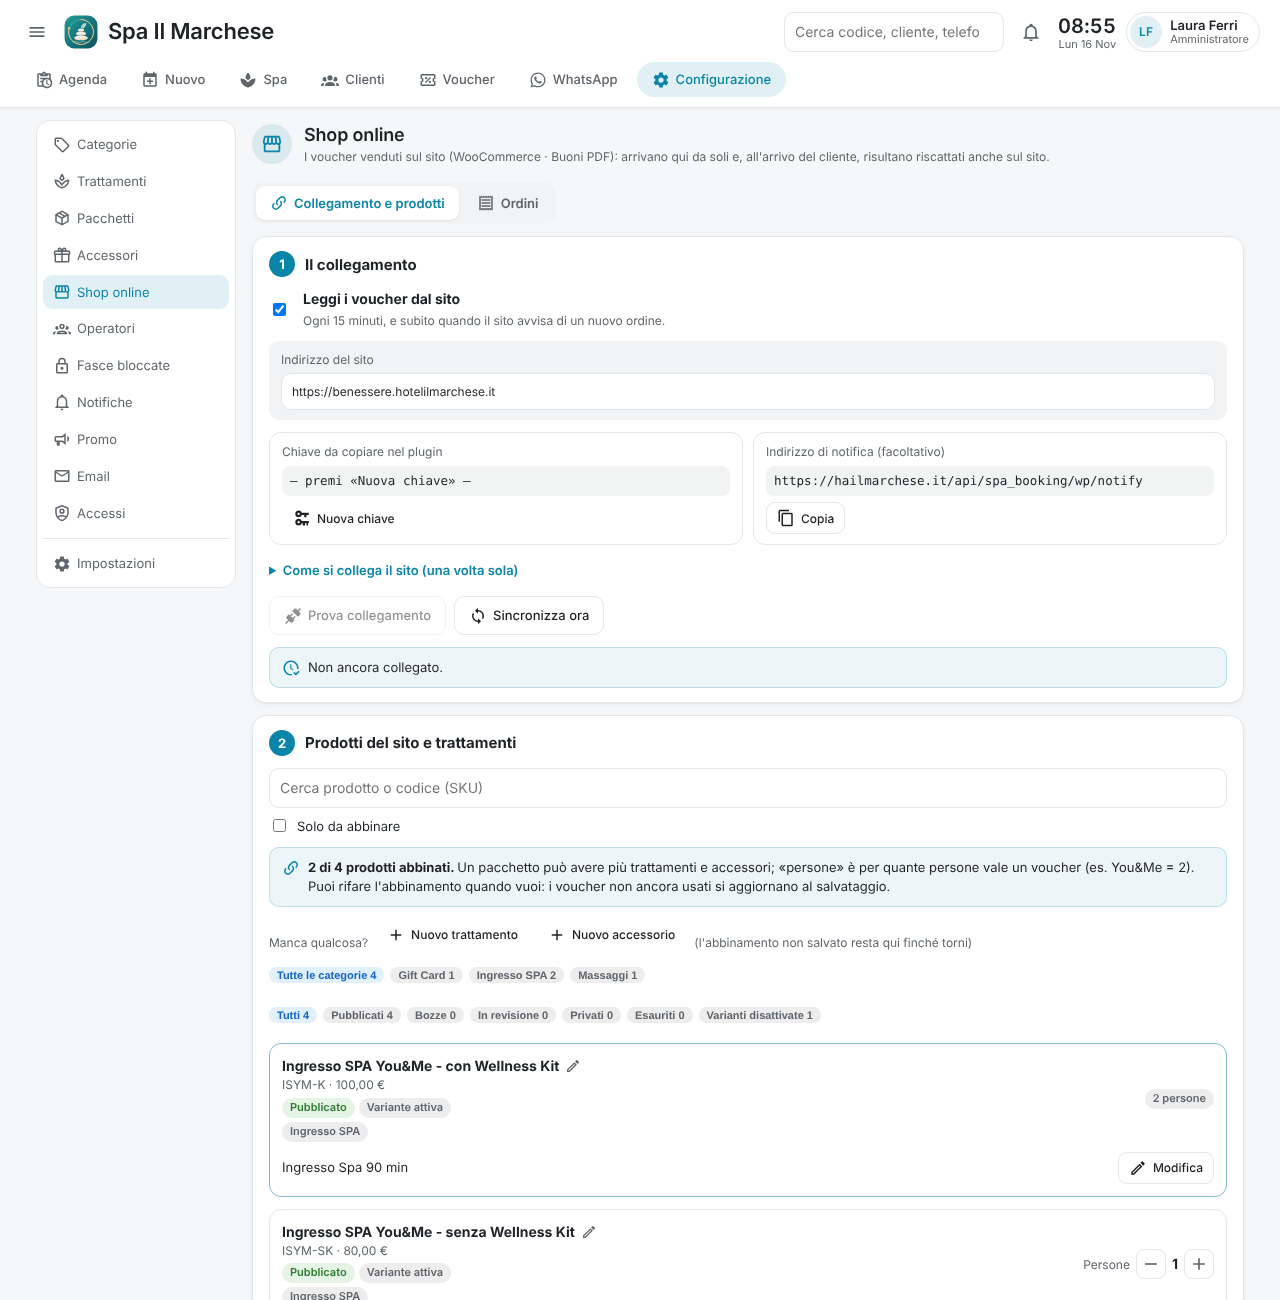 Spa Il Marchese
Cerca codice, cliente, telefo
08:55
Lun 16 Nov
LF
Laura Ferri
Amministratore
Agenda
Nuovo
Spa
Clienti
Voucher
WhatsApp
Configurazione
Categorie
Trattamenti
Pacchetti
Accessori
Shop online
Operatori
Fasce bloccate
Notifiche
Promo
Email
Accessi
Impostazioni
Shop online
I voucher venduti sul sito (WooCommerce · Buoni PDF): arrivano qui da soli e, all'arrivo del cliente, risultano riscattati anche sul sito.
Collegamento e prodotti
Ordini
1 Il collegamento
Leggi i voucher dal sito
Ogni 15 minuti, e subito quando il sito avvisa di un nuovo ordine.
Indirizzo del sito
https://benessere.hotelilmarchese.it
Chiave da copiare nel plugin
— premi «Nuova chiave» —
Nuova chiave
Indirizzo di notifica (facoltativo)
https://hailmarchese.it/api/spa_booking/wp/notify
Copia
Come si collega il sito (una volta sola)
Prova collegamento
Sincronizza ora
Non ancora collegato.
2 Prodotti del sito e trattamenti
Cerca prodotto o codice (SKU)
Solo da abbinare
2 di 4 prodotti abbinati. Un pacchetto può avere più trattamenti e accessori; «persone» è per quante persone vale un voucher (es. You&Me = 2).
Puoi rifare l'abbinamento quando vuoi: i voucher non ancora usati si aggiornano al salvataggio.
Manca qualcosa? + Nuovo trattamento + Nuovo accessorio (l'abbinamento non salvato resta qui finché torni)
Tutte le categorie 4 Gift Card 1 Ingresso SPA 2 Massaggi 1
Tutti 4 Pubblicati 4 Bozze 0 In revisione 0 Privati 0 Esauriti 0 Varianti disattivate 1
Ingresso SPA You&Me - con Wellness Kit
ISYM-K · 100,00 €
Pubblicato Variante attiva
Ingresso SPA
2 persone
Ingresso Spa 90 min
Modifica
Ingresso SPA You&Me - senza Wellness Kit
ISYM-SK · 80,00 €
Pubblicato Variante attiva
Ingresso SPA
Persone — 1 +